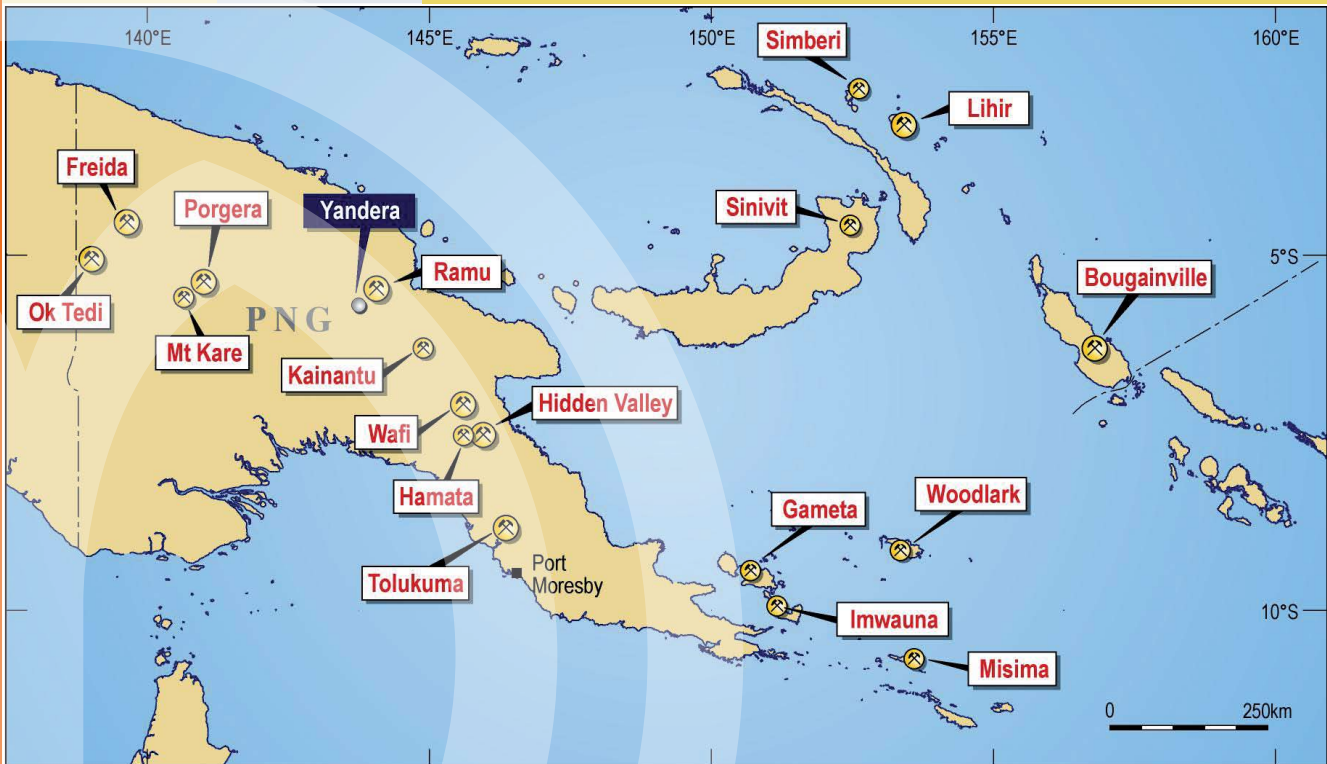 140°E
145°E
150°E
155°E
160°E
Simberi
Lihir
Freida
Porgera
Yandera
Sinivit
Ramu
5°S
Bougainville
Ok Tedi
PNG
Mt Kare
Kainantu
Hidden Valley
Wafi
Hamata
Gameta
Woodlark
Tolukuma
Port
Moresby
Imwauna
10°S
Misima
0
250km